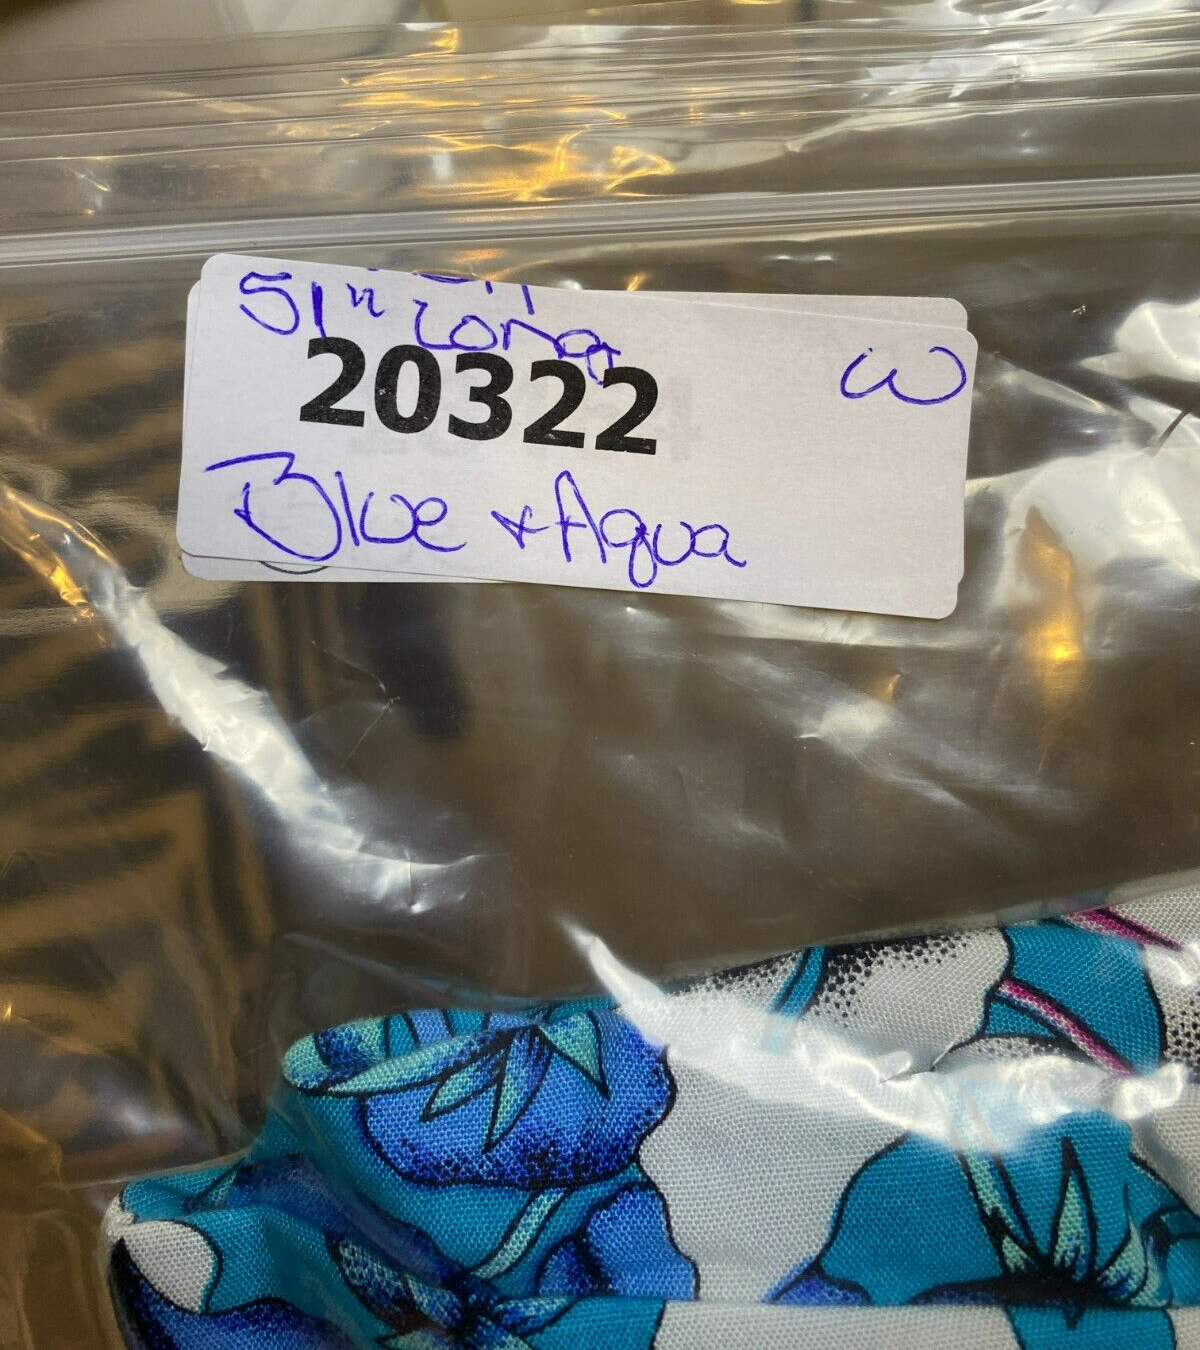 51" Long
W
20322
Blue + Aqua